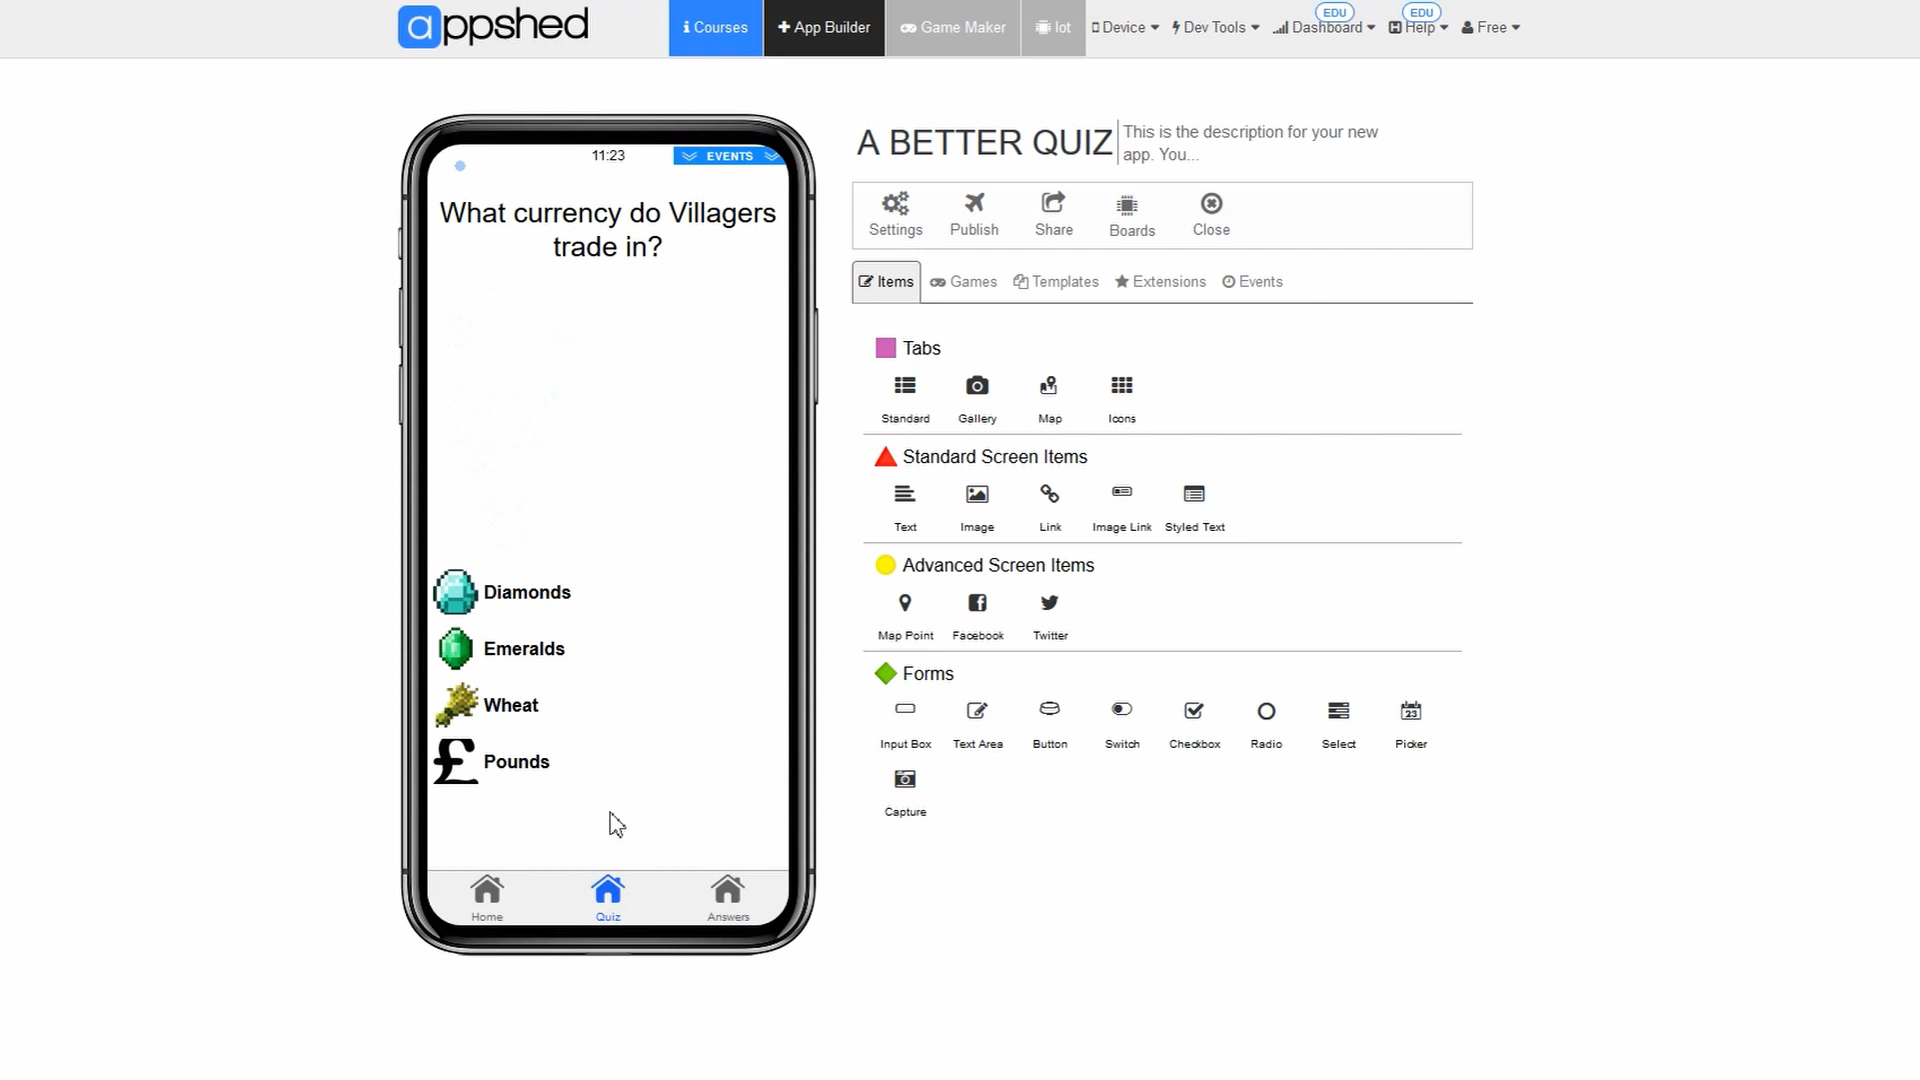 appshed
Courses
App Builder
Game Maker
Iot
Device
Dev Tools
EDU
Dashboard
EDU
Help
Free
11:23
EVENTS
What currency do Villagers
trade in?
Diamonds
Emeralds
Wheat
£ Pounds
Home
Quiz
Answers
A BETTER QUIZ
This is the description for your new
app. You...
Settings
Publish
Share
Boards
Close
Items
Games
Templates
Extensions
Events
Tabs
Standard
Gallery
Map
Icons
Standard Screen Items
Text
Image
Link
Image Link
Styled Text
Advanced Screen Items
Map Point
Facebook
Twitter
Forms
Input Box
Text Area
Button
Switch
Checkbox
Radio
Select
23
Picker
Capture